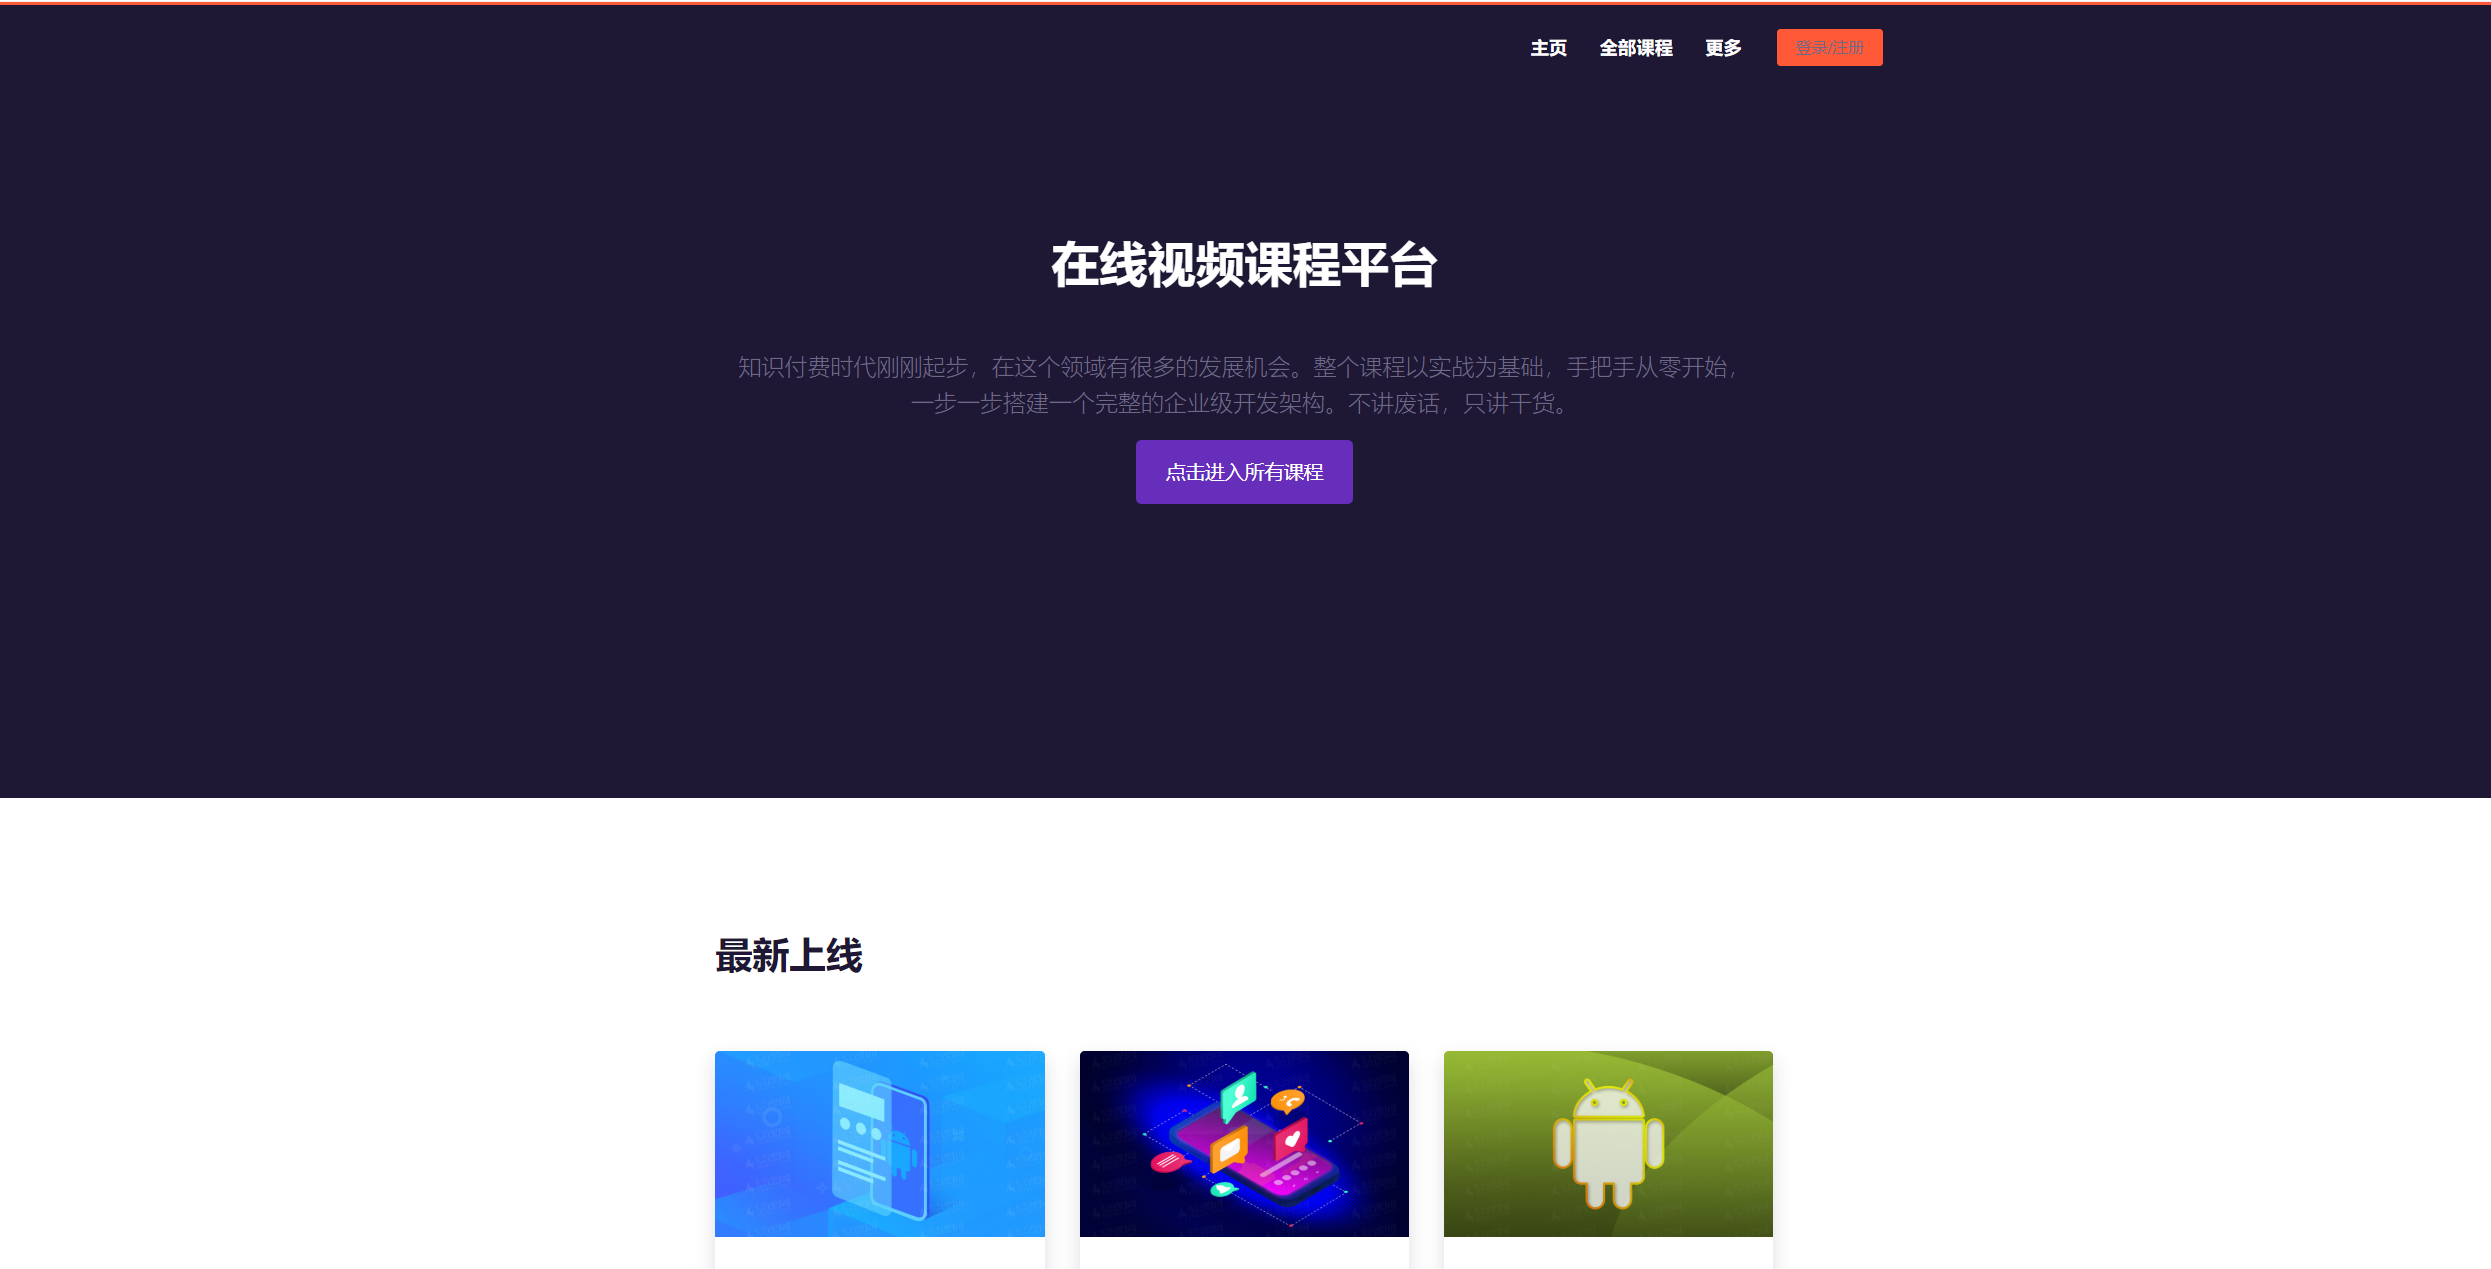 主页 全部课程 更多 登录/注册
在线视频课程平台
知识付费时代刚刚起步，在这个领域有很多的发展机会。整个课程以实战为基础，手把手从零开始，
一步一步搭建一个完整的企业级开发架构。不讲废话，只讲干货。
点击进入所有课程
最新上线